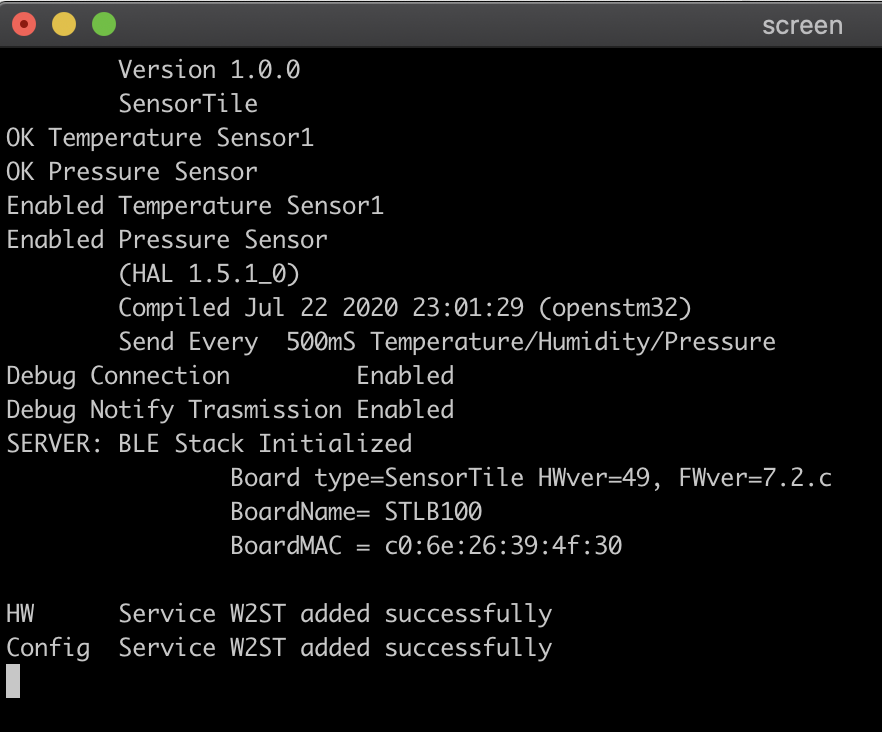 screen
Version 1.0.0
SensorTile
OK Temperature Sensor1
OK Pressure Sensor
Enabled Temperature Sensor1
Enabled Pressure Sensor
(HAL 1.5.1_0)
Compiled Jul 22 2020 23:01:29 (openstm32)
Send Every  500mS Temperature/Humidity/Pressure
Debug Connection         Enabled
Debug Notify Trasmission Enabled
SERVER: BLE Stack Initialized
Board type=SensorTile HWver=49, FWver=7.2.c
BoardName= STLB100
BoardMAC = c0:6e:26:39:4f:30
HW      Service W2ST added successfully
Config  Service W2ST added successfully